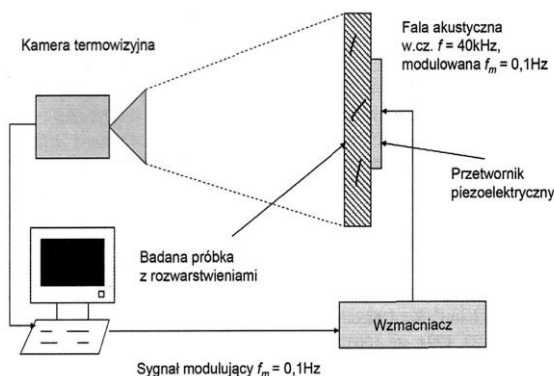 Kamera termowizyjna
Fala akustyczna
w.cz. f = 40kHz,
modulowana fm = 0,1Hz
Przetwornik
piezoelektryczny
Badana próbka
z rozwarstwieniami
Wzmacniacz
Sygnał modulujący fm = 0,1Hz